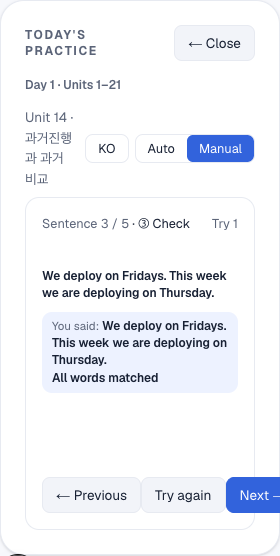 TODAY'S
PRACTICE
← Close
Day 1 · Units 1–21
Unit 14 ·
과거진행
과 과거
비교
KO
Auto
Manual
Sentence 3 / 5 · ③ Check
Try 1
We deploy on Fridays. This week
we are deploying on Thursday.
You said: We deploy on Fridays.
This week we are deploying on
Thursday.
All words matched
← Previous
Try again
Next →